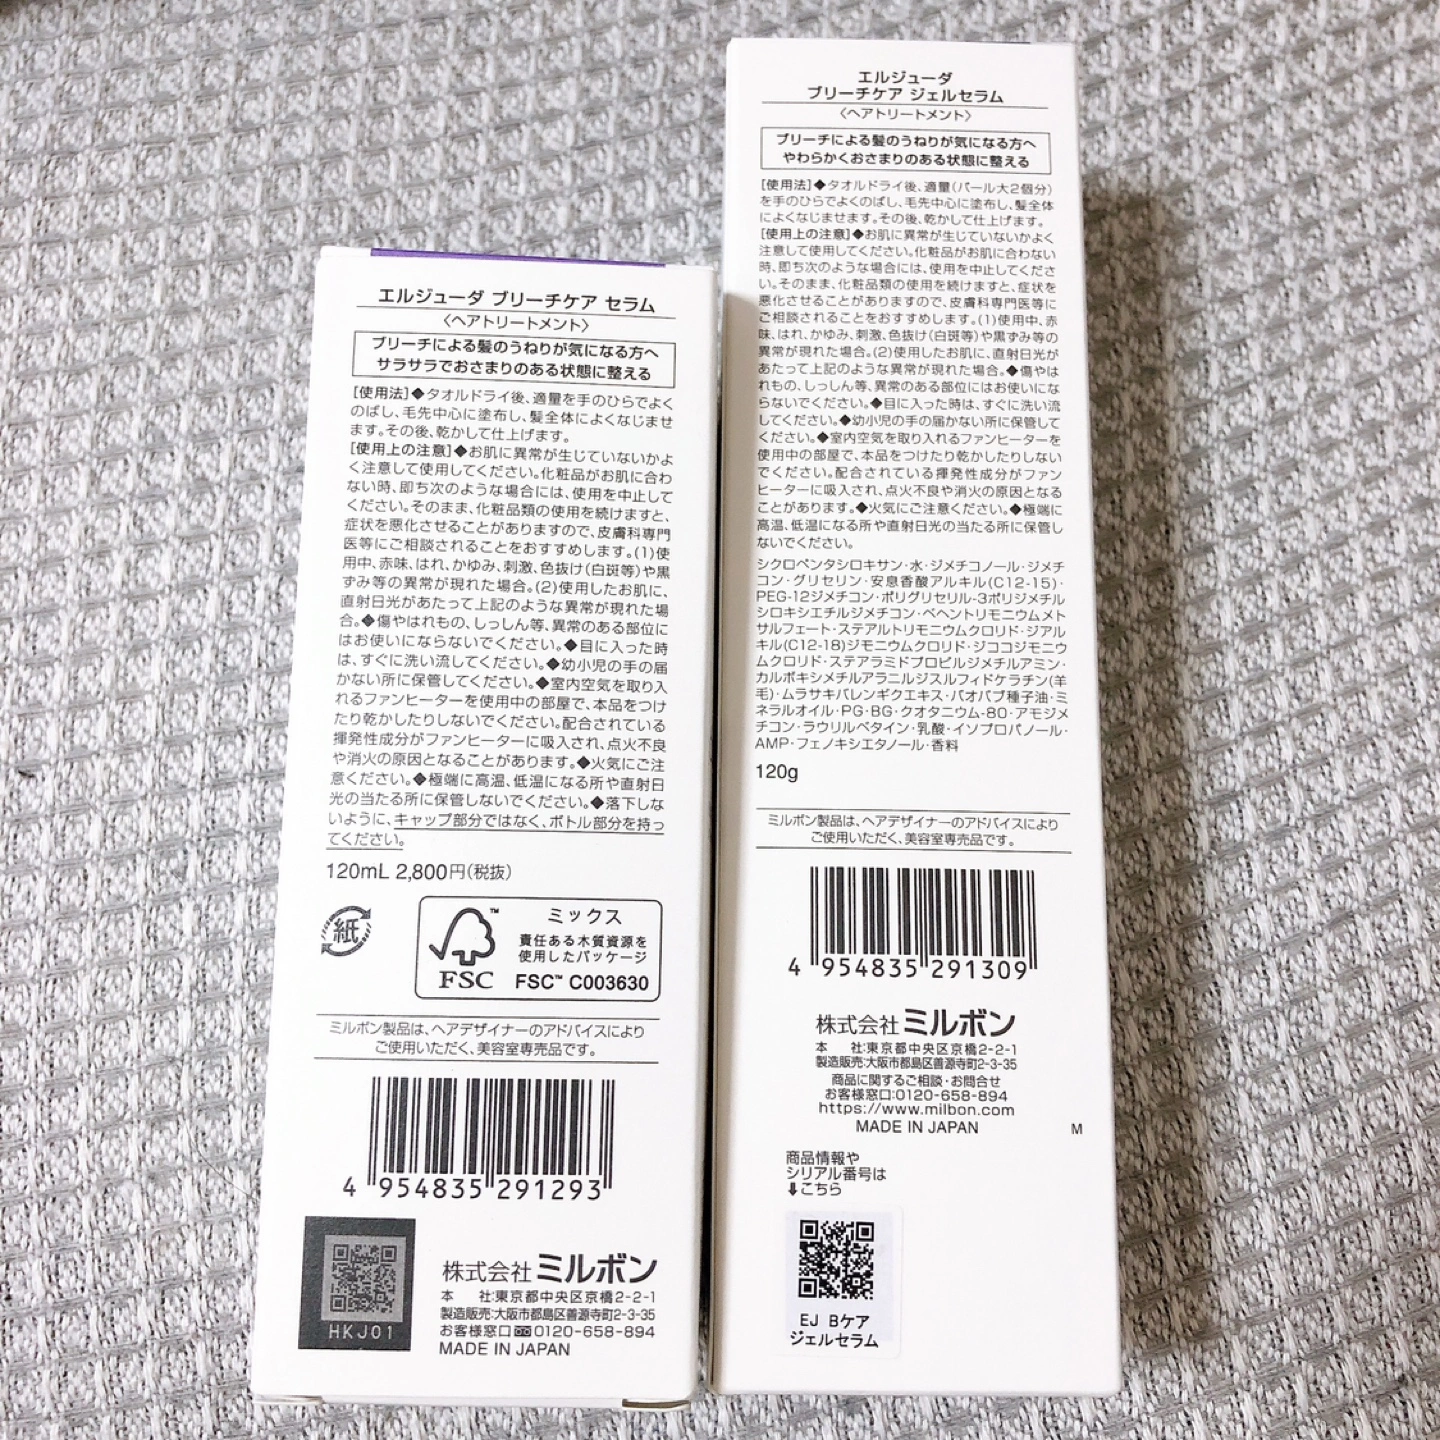 エルジューダ ブリーチケア セラム
〈ヘアトリートメント〉
ブリーチによる髪のうねりが気になる方へ
サラサラでおさまりのある状態に整える
[使用法]◆タオルドライ後、適量を手のひらでよく
のばし、毛先中心に塗布し、髪全体によくなじませ
ます。その後、乾かして仕上げます。
[使用上の注意]◆お肌に異常が生じていないかよ
く注意して使用してください。化粧品がお肌に合わ
ない時、即ち次のような場合には、使用を中止して
ください。そのまま、化粧品類の使用を続けますと、
症状を悪化させることがありますので、皮膚科専門
医等にご相談されることをおすすめします。(1)使
用中、赤味、はれ、かゆみ、刺激、色抜け(白斑等)や黒
ずみ等の異常が現れた場合。(2)使用したお肌に、
直射日光があたって上記のような異常が現れた場
合。◆傷やはれもの、しっしん等、異常のある部位に
はお使いにならないでください。◆目に入った時
は、すぐに洗い流してください。◆幼小児の手の届
かない所に保管してください。◆室内空気を取り入
れるファンヒーターを使用中の部屋で、本品をつけ
たり乾かしたりしないでください。配合されている
揮発性成分がファンヒーターに吸入され、点火不良
や消火の原因となることがあります。◆火気にご注
意ください。◆極端に高温、低温になる所や直射日
光の当たる所に保管しないでください。◆落下しな
いように、キャップ部分ではなく、ボトル部分を持っ
てください。
120mL 2,800円(税抜)
紙
ミックス
責任ある木質資源を
使用したパッケージ
FSC™ C003630
FSC
ミルボン製品は、ヘアデザイナーのアドバイスにより
ご使用いただく、美容室専売品です。
4 954835 291293
HKJ01
株式会社ミルボン
本 社:東京都中央区京橋2-2-1
製造販売:大阪市都島区善源寺町2-3-35
お客様窓口 0120-658-894
MADE IN JAPAN
エルジューダ
ブリーチケア ジェルセラム
〈ヘアトリートメント〉
ブリーチによる髪のうねりが気になる方へ
やわらかくおさまりのある状態に整える
[使用法]◆タオルドライ後、適量(パール大2個分)
を手のひらでよくのばし、毛先中心に塗布し、髪全体
によくなじませます。その後、乾かして仕上げます。
[使用上の注意]◆お肌に異常が生じていないかよく
注意して使用してください。化粧品がお肌に合わない
時、即ち次のような場合には、使用を中止してくださ
い。そのまま、化粧品類の使用を続けますと、症状を
悪化させることがありますので、皮膚科専門医等に
ご相談されることをおすすめします。(1)使用中、赤
味、はれ、かゆみ、刺激、色抜け(白斑等)や黒ずみ等の
異常が現れた場合。(2)使用したお肌に、直射日光が
あたって上記のような異常が現れた場合。◆傷やは
れもの、しっしん等、異常のある部位にはお使いにな
らないでください。◆目に入った時は、すぐに洗い流
してください。◆幼小児の手の届かない所に保管して
ください。◆室内空気を取り入れるファンヒーターを
使用中の部屋で、本品をつけたり乾かしたりしない
でください。配合されている揮発性成分がファン
ヒーターに吸入され、点火不良や消火の原因となる
ことがあります。◆火気にご注意ください。◆極端に
高温、低温になる所や直射日光の当たる所に保管し
ないでください。
シクロペンタシロキサン・水・ジメチコノール・ジメチ
コン・グリセリン・安息香酸アルキル(C12-15)・
PEG-12ジメチコン・ポリグリセリル-3ポリジメチル
シロキシエチルジメチコン・ベヘントリモニウムメト
サルフェート・ステアルトリモニウムクロリド・ジアル
キル(C12-18)ジモニウムクロリド・ジココジモニウ
ムクロリド・ステアラミドプロピルジメチルアミン・
カルボキシメチルアラニルジスルフィドケラチン(羊
毛)・ムラサキバレンギクエキス・バオバブ種子油・ミ
ネラルオイル・PG・BG・クオタニウム-80・アモジメ
チコン・ラウリルベタイン・乳酸・イソプロパノール・
AMP・フェノキシエタノール・香料
120g
ミルボン製品は、ヘアデザイナーのアドバイスにより
ご使用いただく、美容室専売品です。
4 954835 291309
株式会社ミルボン
本 社:東京都中央区京橋2-2-1
製造販売:大阪市都島区善源寺町2-3-35
商品に関するご相談・お問合せ
お客様窓口:0120-658-894
https://www.milbon.com
MADE IN JAPAN
M
商品情報や
シリアル番号は
⬇こちら
EJ Bケア
ジェルセラム